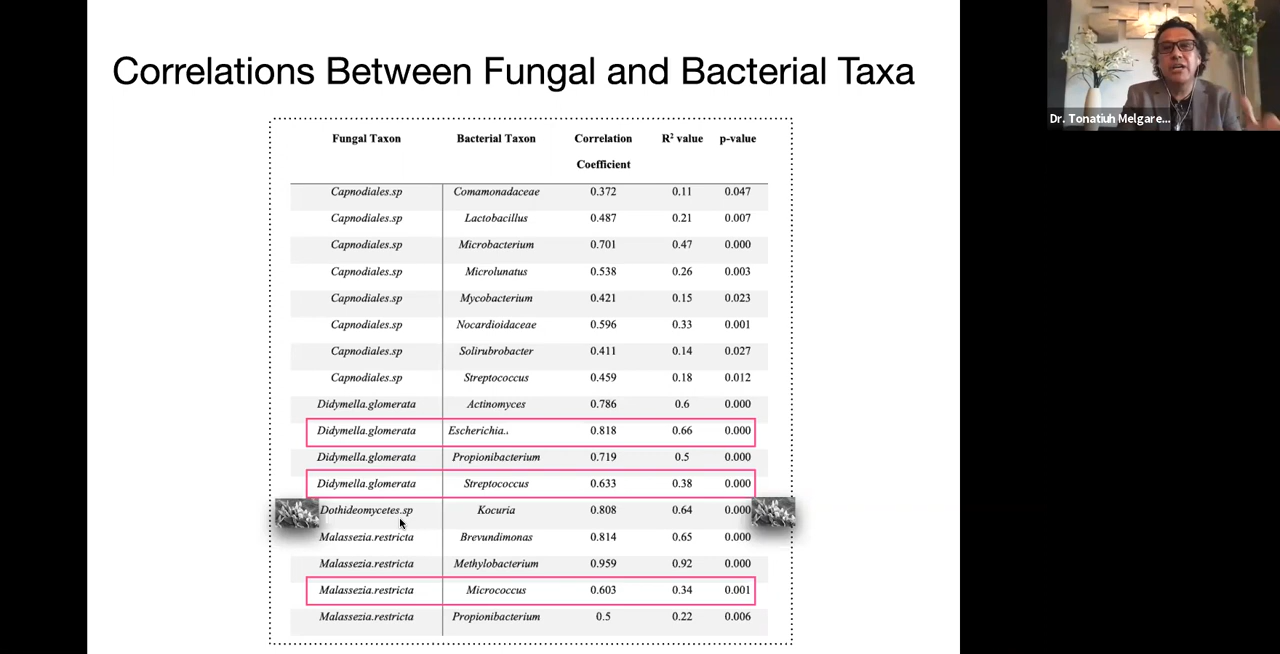 Correlations Between Fungal and Bacterial Taxa
Dr. Tonatiuh Melgare...
Fungal Taxon Bacterial Taxon Correlation Coefficient R² value p-value
Capnodiales.sp Comamonadaceae 0.372 0.11 0.047
Capnodiales.sp Lactobacillus 0.487 0.21 0.007
Capnodiales.sp Microbacterium 0.701 0.47 0.000
Capnodiales.sp Microlunatus 0.538 0.26 0.003
Capnodiales.sp Mycobacterium 0.421 0.15 0.023
Capnodiales.sp Nocardioidaceae 0.596 0.33 0.001
Capnodiales.sp Solirubrobacter 0.411 0.14 0.027
Capnodiales.sp Streptococcus 0.459 0.18 0.012
Didymella.glomerata Actinomyces 0.786 0.6 0.000
Didymella.glomerata Escherichia.. 0.818 0.66 0.000
Didymella.glomerata Propionibacterium 0.719 0.5 0.000
Didymella.glomerata Streptococcus 0.633 0.38 0.000
Dothideomycetes.sp Kocuria 0.808 0.64 0.000
Malassezia.restricta Brevundimonas 0.814 0.65 0.000
Malassezia.restricta Methylobacterium 0.959 0.92 0.000
Malassezia.restricta Micrococcus 0.603 0.34 0.001
Malassezia.restricta Propionibacterium 0.5 0.22 0.006